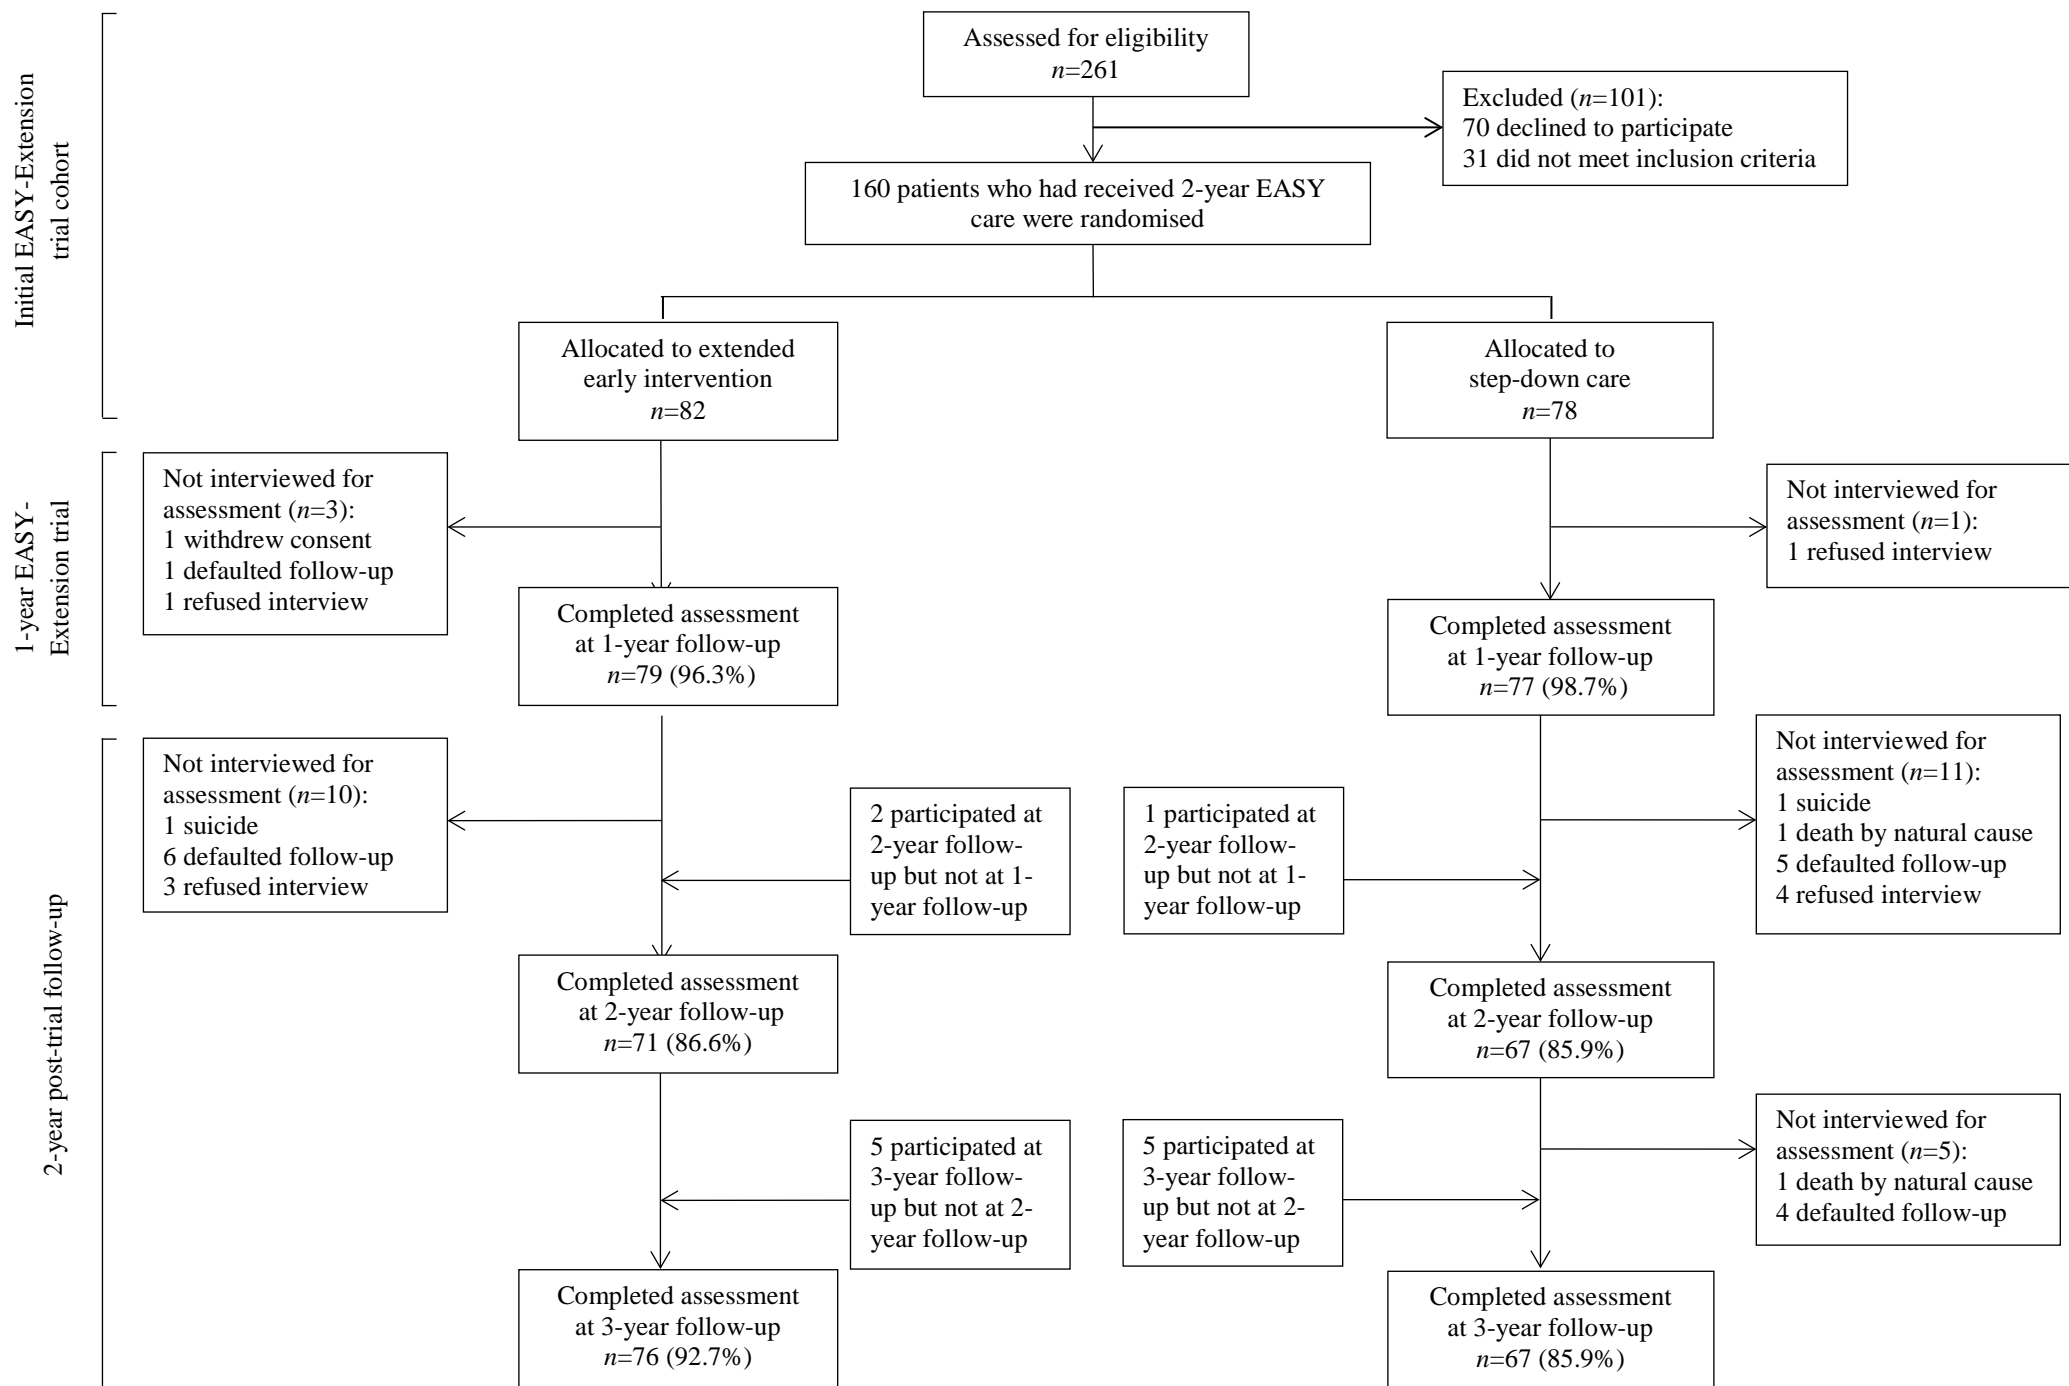 Initial EASY-Extension
trial cohort
Assessed for eligibility
n=261
Excluded (n=101):
70 declined to participate
31 did not meet inclusion criteria
160 patients who had received 2-year EASY
care were randomised
Allocated to extended
early intervention
n=82
Allocated to
step-down care
n=78
1-year EASY-
Extension trial
Not interviewed for
assessment (n=3):
1 withdrew consent
1 defaulted follow-up
1 refused interview
Not interviewed for
assessment (n=1):
1 refused interview
Completed assessment
at 1-year follow-up
n=79 (96.3%)
Completed assessment
at 1-year follow-up
n=77 (98.7%)
2-year post-trial follow-up
Not interviewed for
assessment (n=10):
1 suicide
6 defaulted follow-up
3 refused interview
2 participated at
2-year follow-
up but not at 1-
year follow-up
1 participated at
2-year follow-
up but not at 1-
year follow-up
Not interviewed for
assessment (n=11):
1 suicide
1 death by natural cause
5 defaulted follow-up
4 refused interview
Completed assessment
at 2-year follow-up
n=71 (86.6%)
Completed assessment
at 2-year follow-up
n=67 (85.9%)
5 participated at
3-year follow-
up but not at 2-
year follow-up
5 participated at
3-year follow-
up but not at 2-
year follow-up
Not interviewed for
assessment (n=5):
1 death by natural cause
4 defaulted follow-up
Completed assessment
at 3-year follow-up
n=76 (92.7%)
Completed assessment
at 3-year follow-up
n=67 (85.9%)